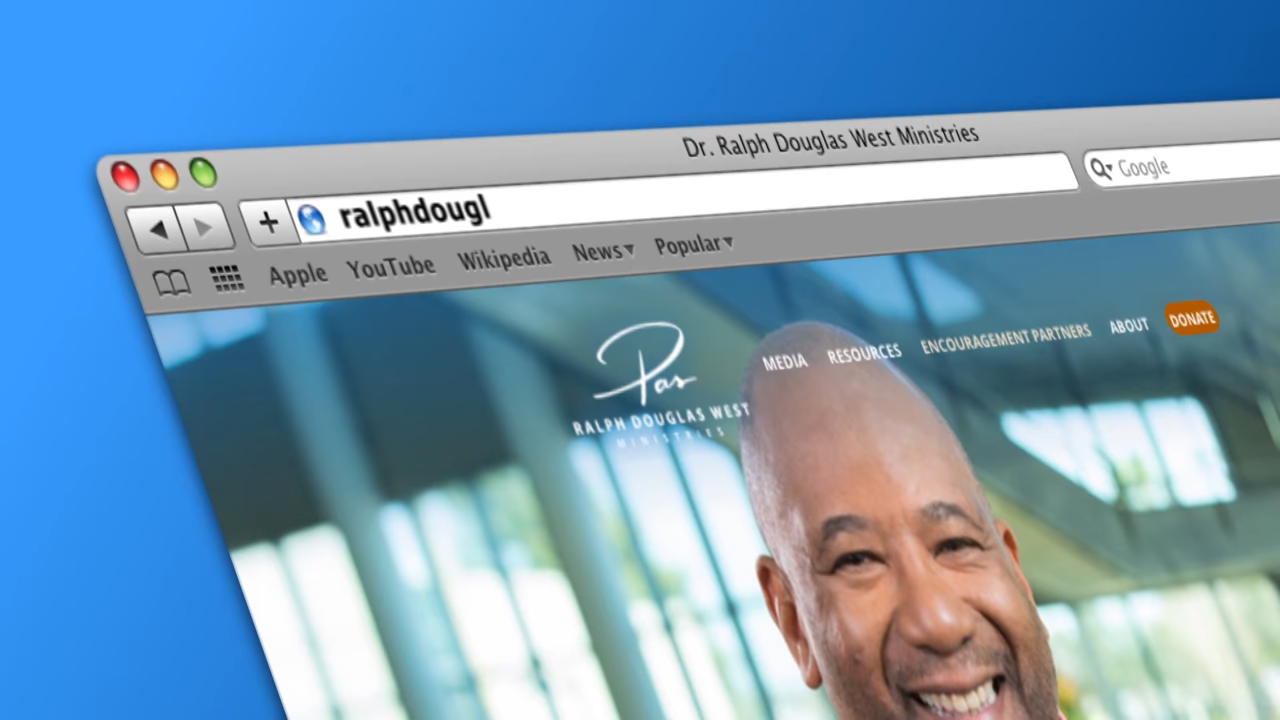 Dr. Ralph Douglas West Ministries
ralphdougl
Google
Apple YouTube Wikipedia News Popular
Pas
RALPH DOUGLAS WEST
MINISTRIES
MEDIA RESOURCES ENCOURAGEMENT PARTNERS ABOUT DONATE